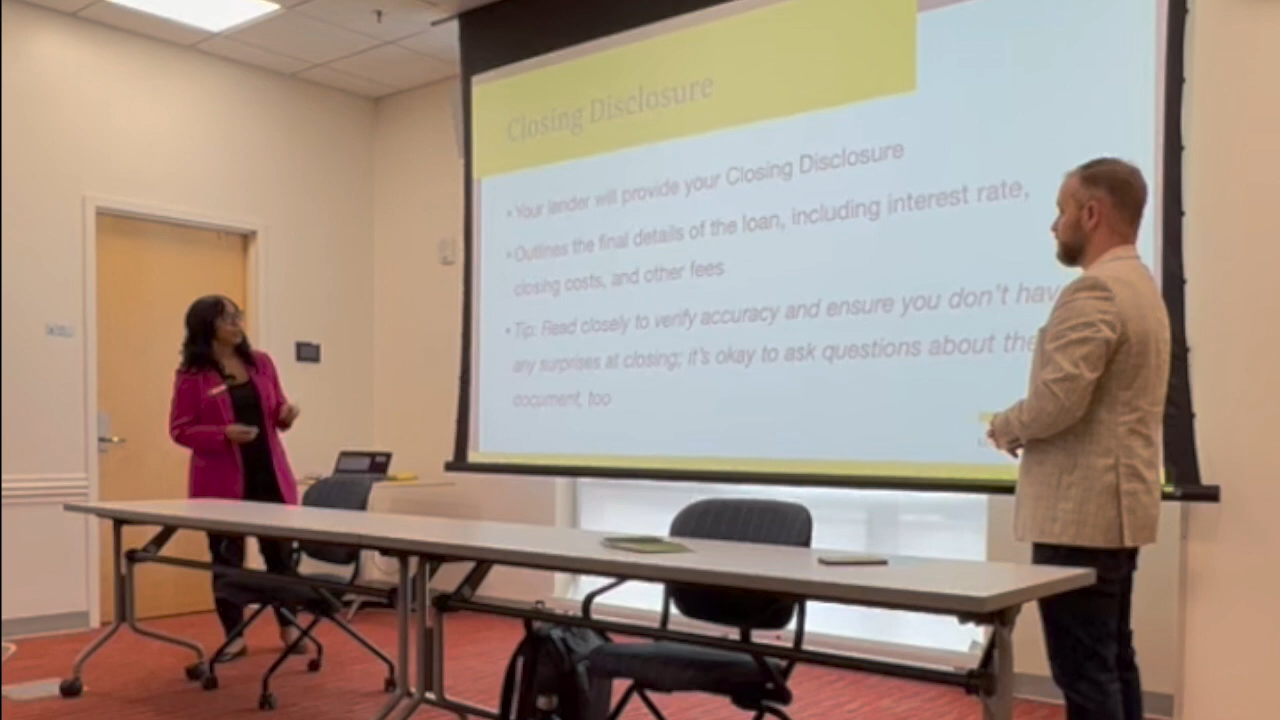 Closing Disclosure
• Your lender will provide your Closing Disclosure
• Outlines the final details of the loan, including interest rate,
closing costs, and other fees
• Tip: Read closely to verify accuracy and ensure you don't hav
any surprises at closing; it's okay to ask questions about the
document, too